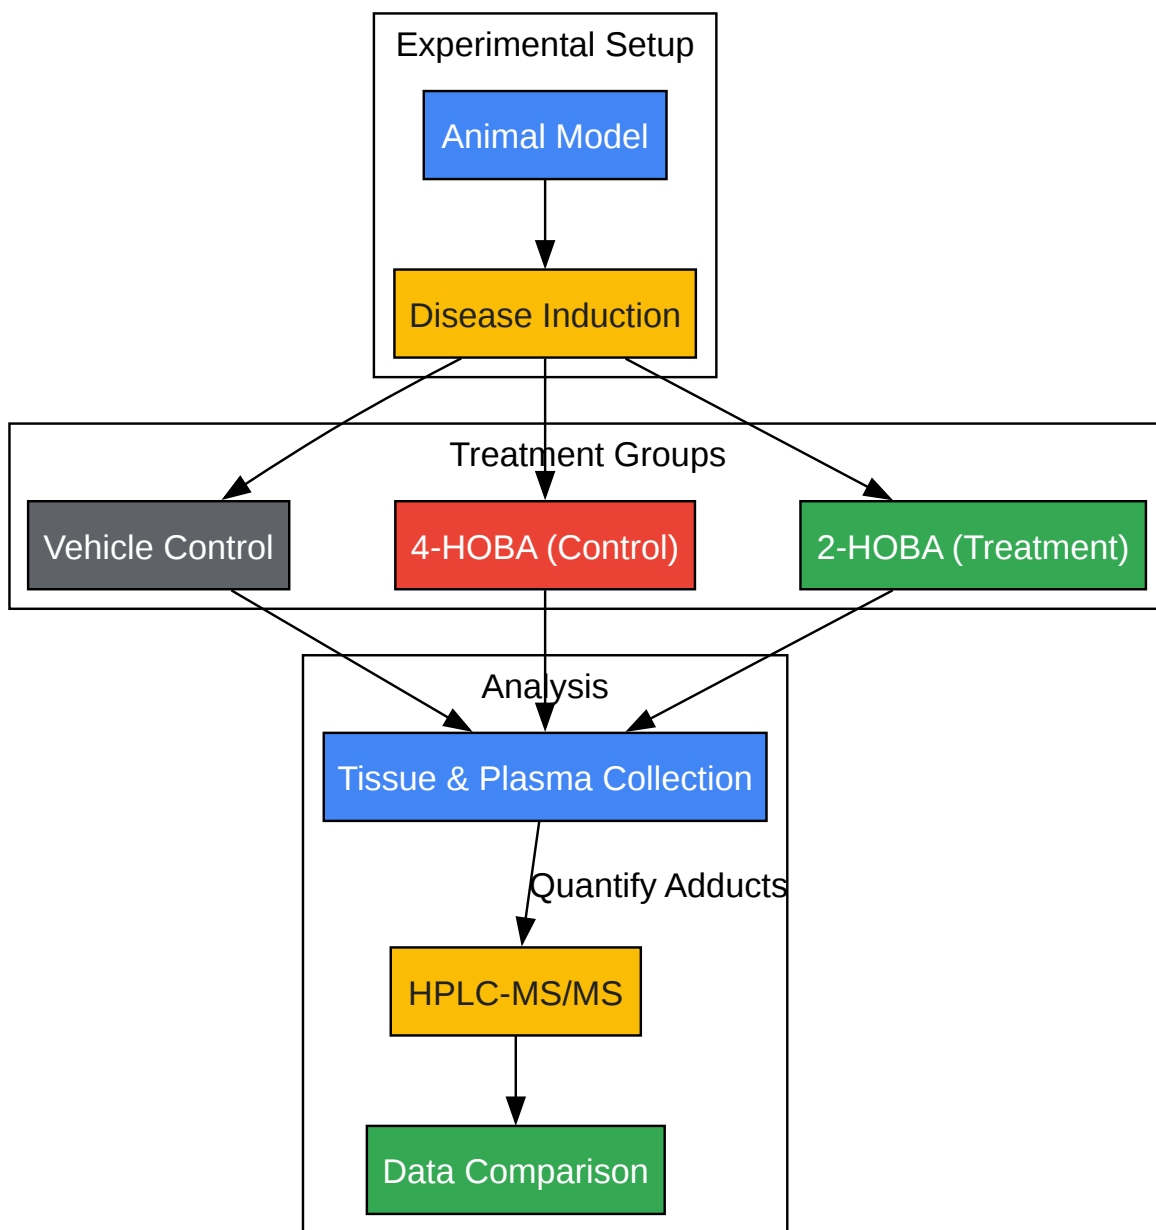 Experimental Setup
Animal Model
Disease Induction
Treatment Groups
Vehicle Control
4-HOBA (Control)
2-HOBA (Treatment)
Analysis
Tissue & Plasma Collection
Quantify Adducts
HPLC-MS/MS
Data Comparison